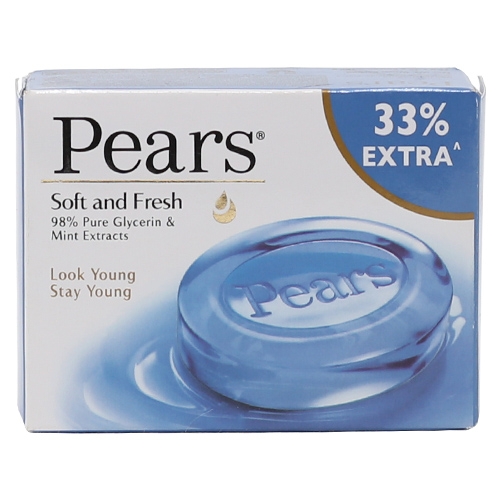 Pears®
Soft and Fresh
98% Pure Glycerin &
Mint Extracts
Look Young
Stay Young
33%
EXTRA^
Pears